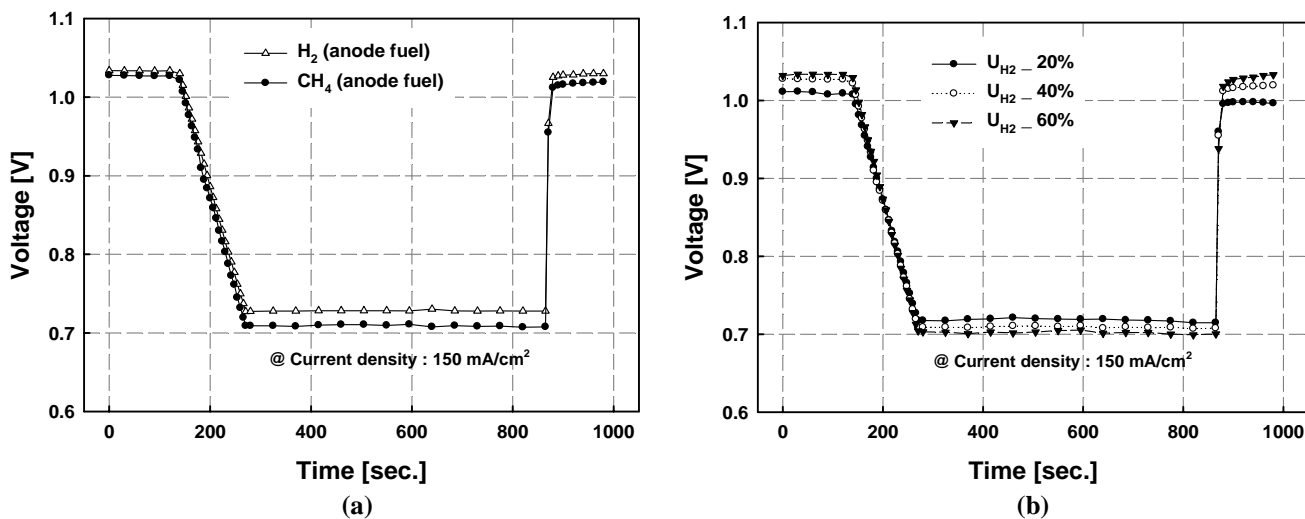 1.1
1.0
0.9
0.8
0.7
0.6
Voltage [V]
H₂ (anode fuel)
CH₄ (anode fuel)
@ Current density : 150 mA/cm²
0 200 400 600 800 1000
Time [sec.]
(a)
1.1
1.0
0.9
0.8
0.7
0.6
Voltage [V]
U_H2 _ 20%
U_H2 _ 40%
U_H2 _ 60%
@ Current density : 150 mA/cm²
0 200 400 600 800 1000
Time [sec.]
(b)